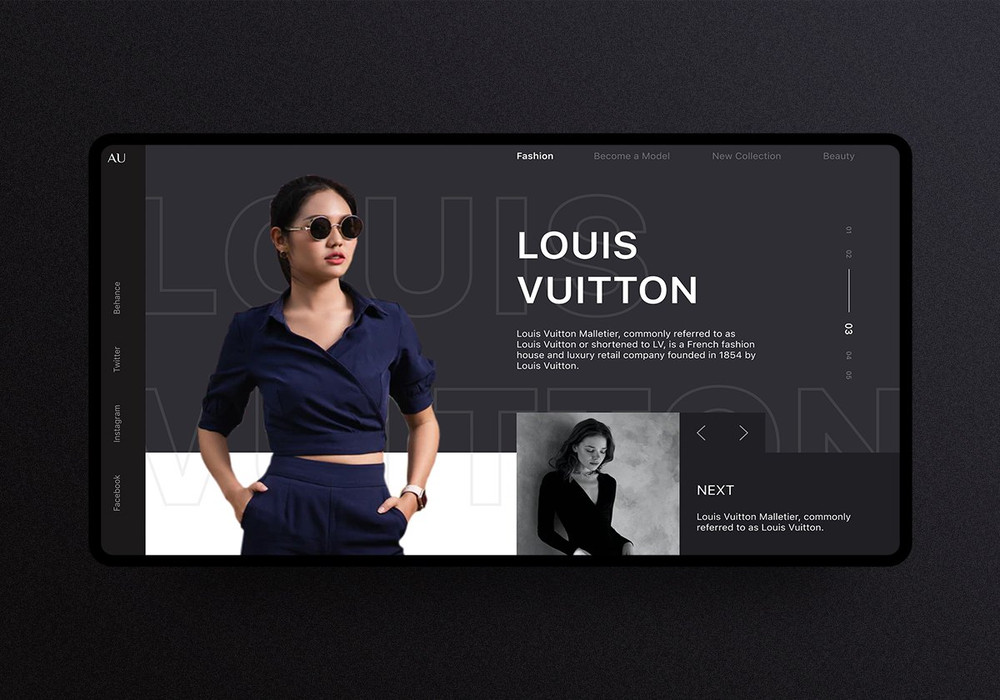 AU
Fashion
Become a Model
New Collection
Beauty
LOUIS
VUITTON
LOUIS
VUITTON
Louis Vuitton Malletier, commonly referred to as
Louis Vuitton or shortened to LV, is a French fashion
house and luxury retail company founded in 1854 by
Louis Vuitton.
01
02
03
04
05
Behance
Twitter
Instagram
Facebook
NEXT
Louis Vuitton Malletier, commonly
referred to as Louis Vuitton.